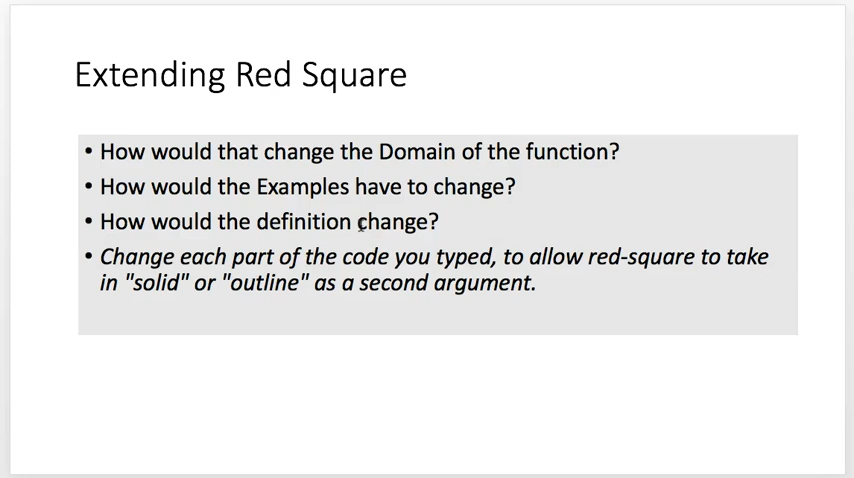 Extending Red Square
• How would that change the Domain of the function?
• How would the Examples have to change?
• How would the definition change?
• Change each part of the code you typed, to allow red-square to take
in "solid" or "outline" as a second argument.